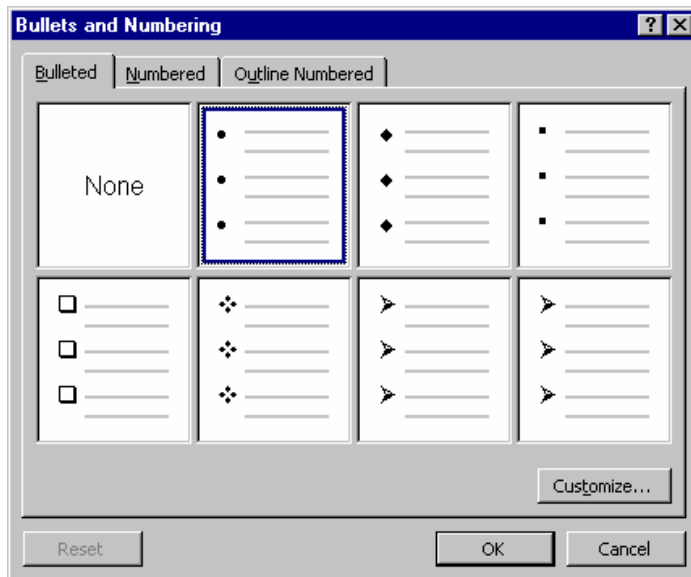 Bullets and Numbering
Bulleted Numbered Outline Numbered
None
Customize...
Reset OK Cancel